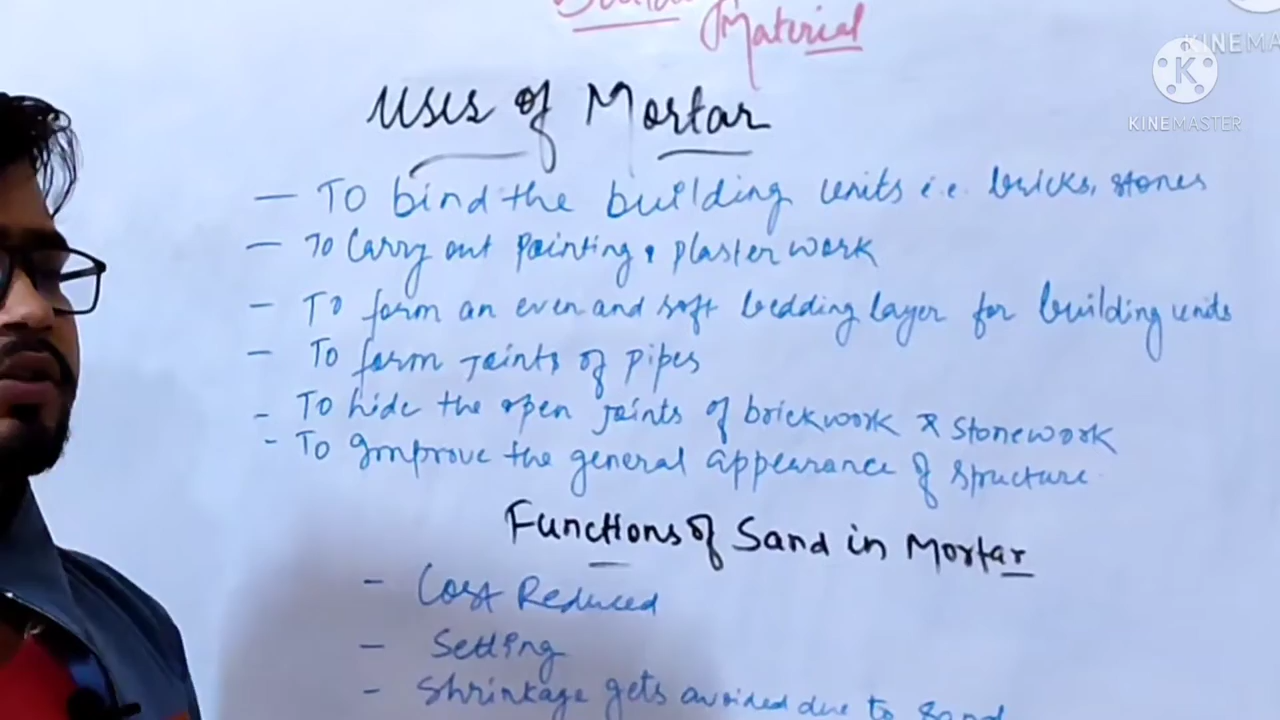 Material
KINEMA
K
KINEMASTER
Uses of Mortar
— To bind the building units i.e. bricks, stones
— To Carry out Pointing & plaster work
— To form an even and soft bedding layer for building units
— To form Joints of pipes
- To hide the open joints of brickwork & stonework
- To Improve the general appearance of structure.
Functions of Sand in Mortar
- Cost Reduced
- Setting
- Shrinkage gets avoided due to Sand